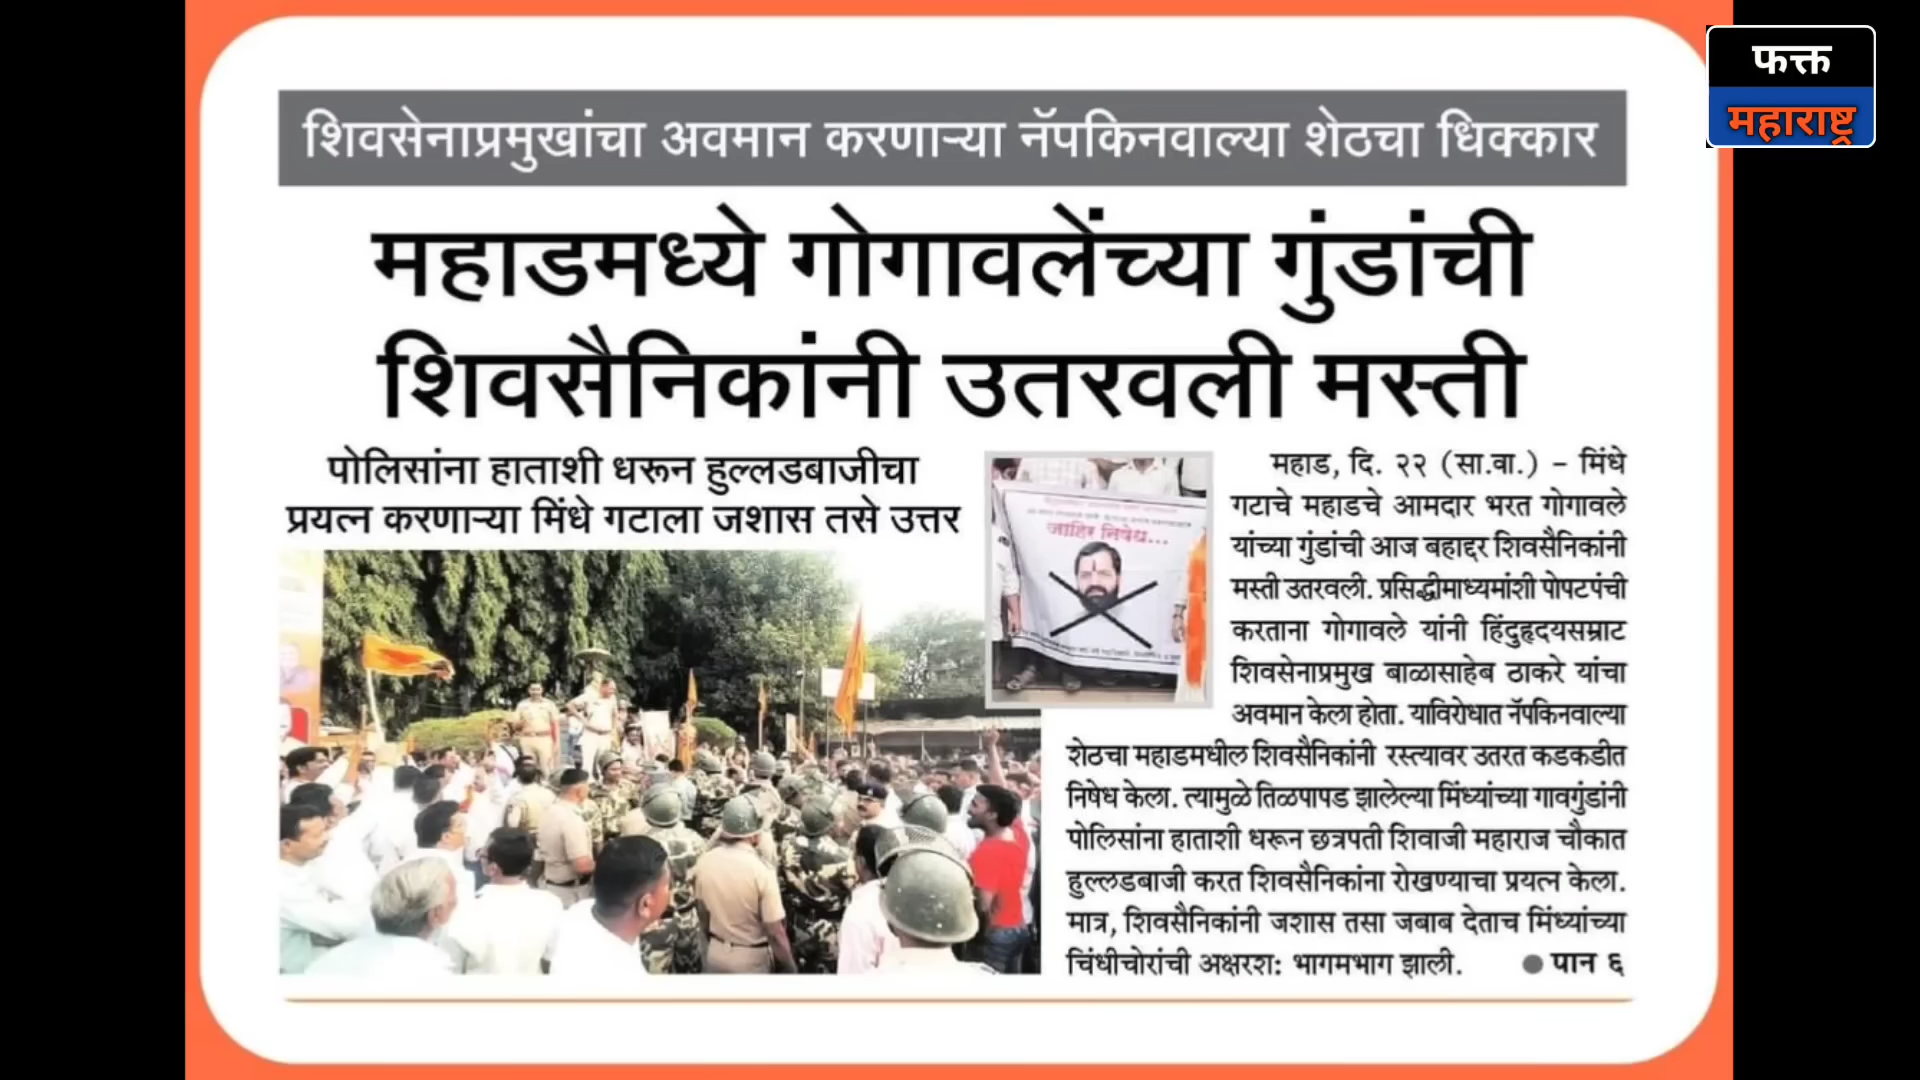 फक्त
महाराष्ट्र
शिवसेनाप्रमुखांचा अवमान करणाऱ्या नॅपकिनवाल्या शेठचा धिक्कार
महाडमध्ये गोगावलेंच्या गुंडांची
शिवसैनिकांनी उतरवली मस्ती
पोलिसांना हाताशी धरून हुल्लडबाजीचा
प्रयत्न करणाऱ्या मिंधे गटाला जशास तसे उत्तर
जाहिर निषेध...
महाड, दि. २२ (सा.वा.) – मिंधे
गटाचे महाडचे आमदार भरत गोगावले
यांच्या गुंडांची आज बहाद्दर शिवसैनिकांनी
मस्ती उतरवली. प्रसिद्धीमाध्यमांशी पोपटपंची
करताना गोगावले यांनी हिंदुहृदयसम्राट
शिवसेनाप्रमुख बाळासाहेब ठाकरे यांचा
अवमान केला होता. याविरोधात नॅपकिनवाल्या
शेठचा महाडमधील शिवसैनिकांनी रस्त्यावर उतरत कडकडीत
निषेध केला. त्यामुळे तिळपापड झालेल्या मिंध्यांच्या गावगुंडांनी
पोलिसांना हाताशी धरून छत्रपती शिवाजी महाराज चौकात
हुल्लडबाजी करत शिवसैनिकांना रोखण्याचा प्रयत्न केला.
मात्र, शिवसैनिकांनी जशास तसा जबाब देताच मिंध्यांच्या
चिंधीचोरांची अक्षरश: भागमभाग झाली. ● पान ६